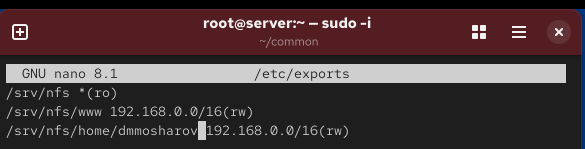 root@server:~ — sudo -i
~/common
GNU nano 8.1 /etc/exports
/srv/nfs *(ro)
/srv/nfs/www 192.168.0.0/16(rw)
/srv/nfs/home/dmmosharov 192.168.0.0/16(rw)